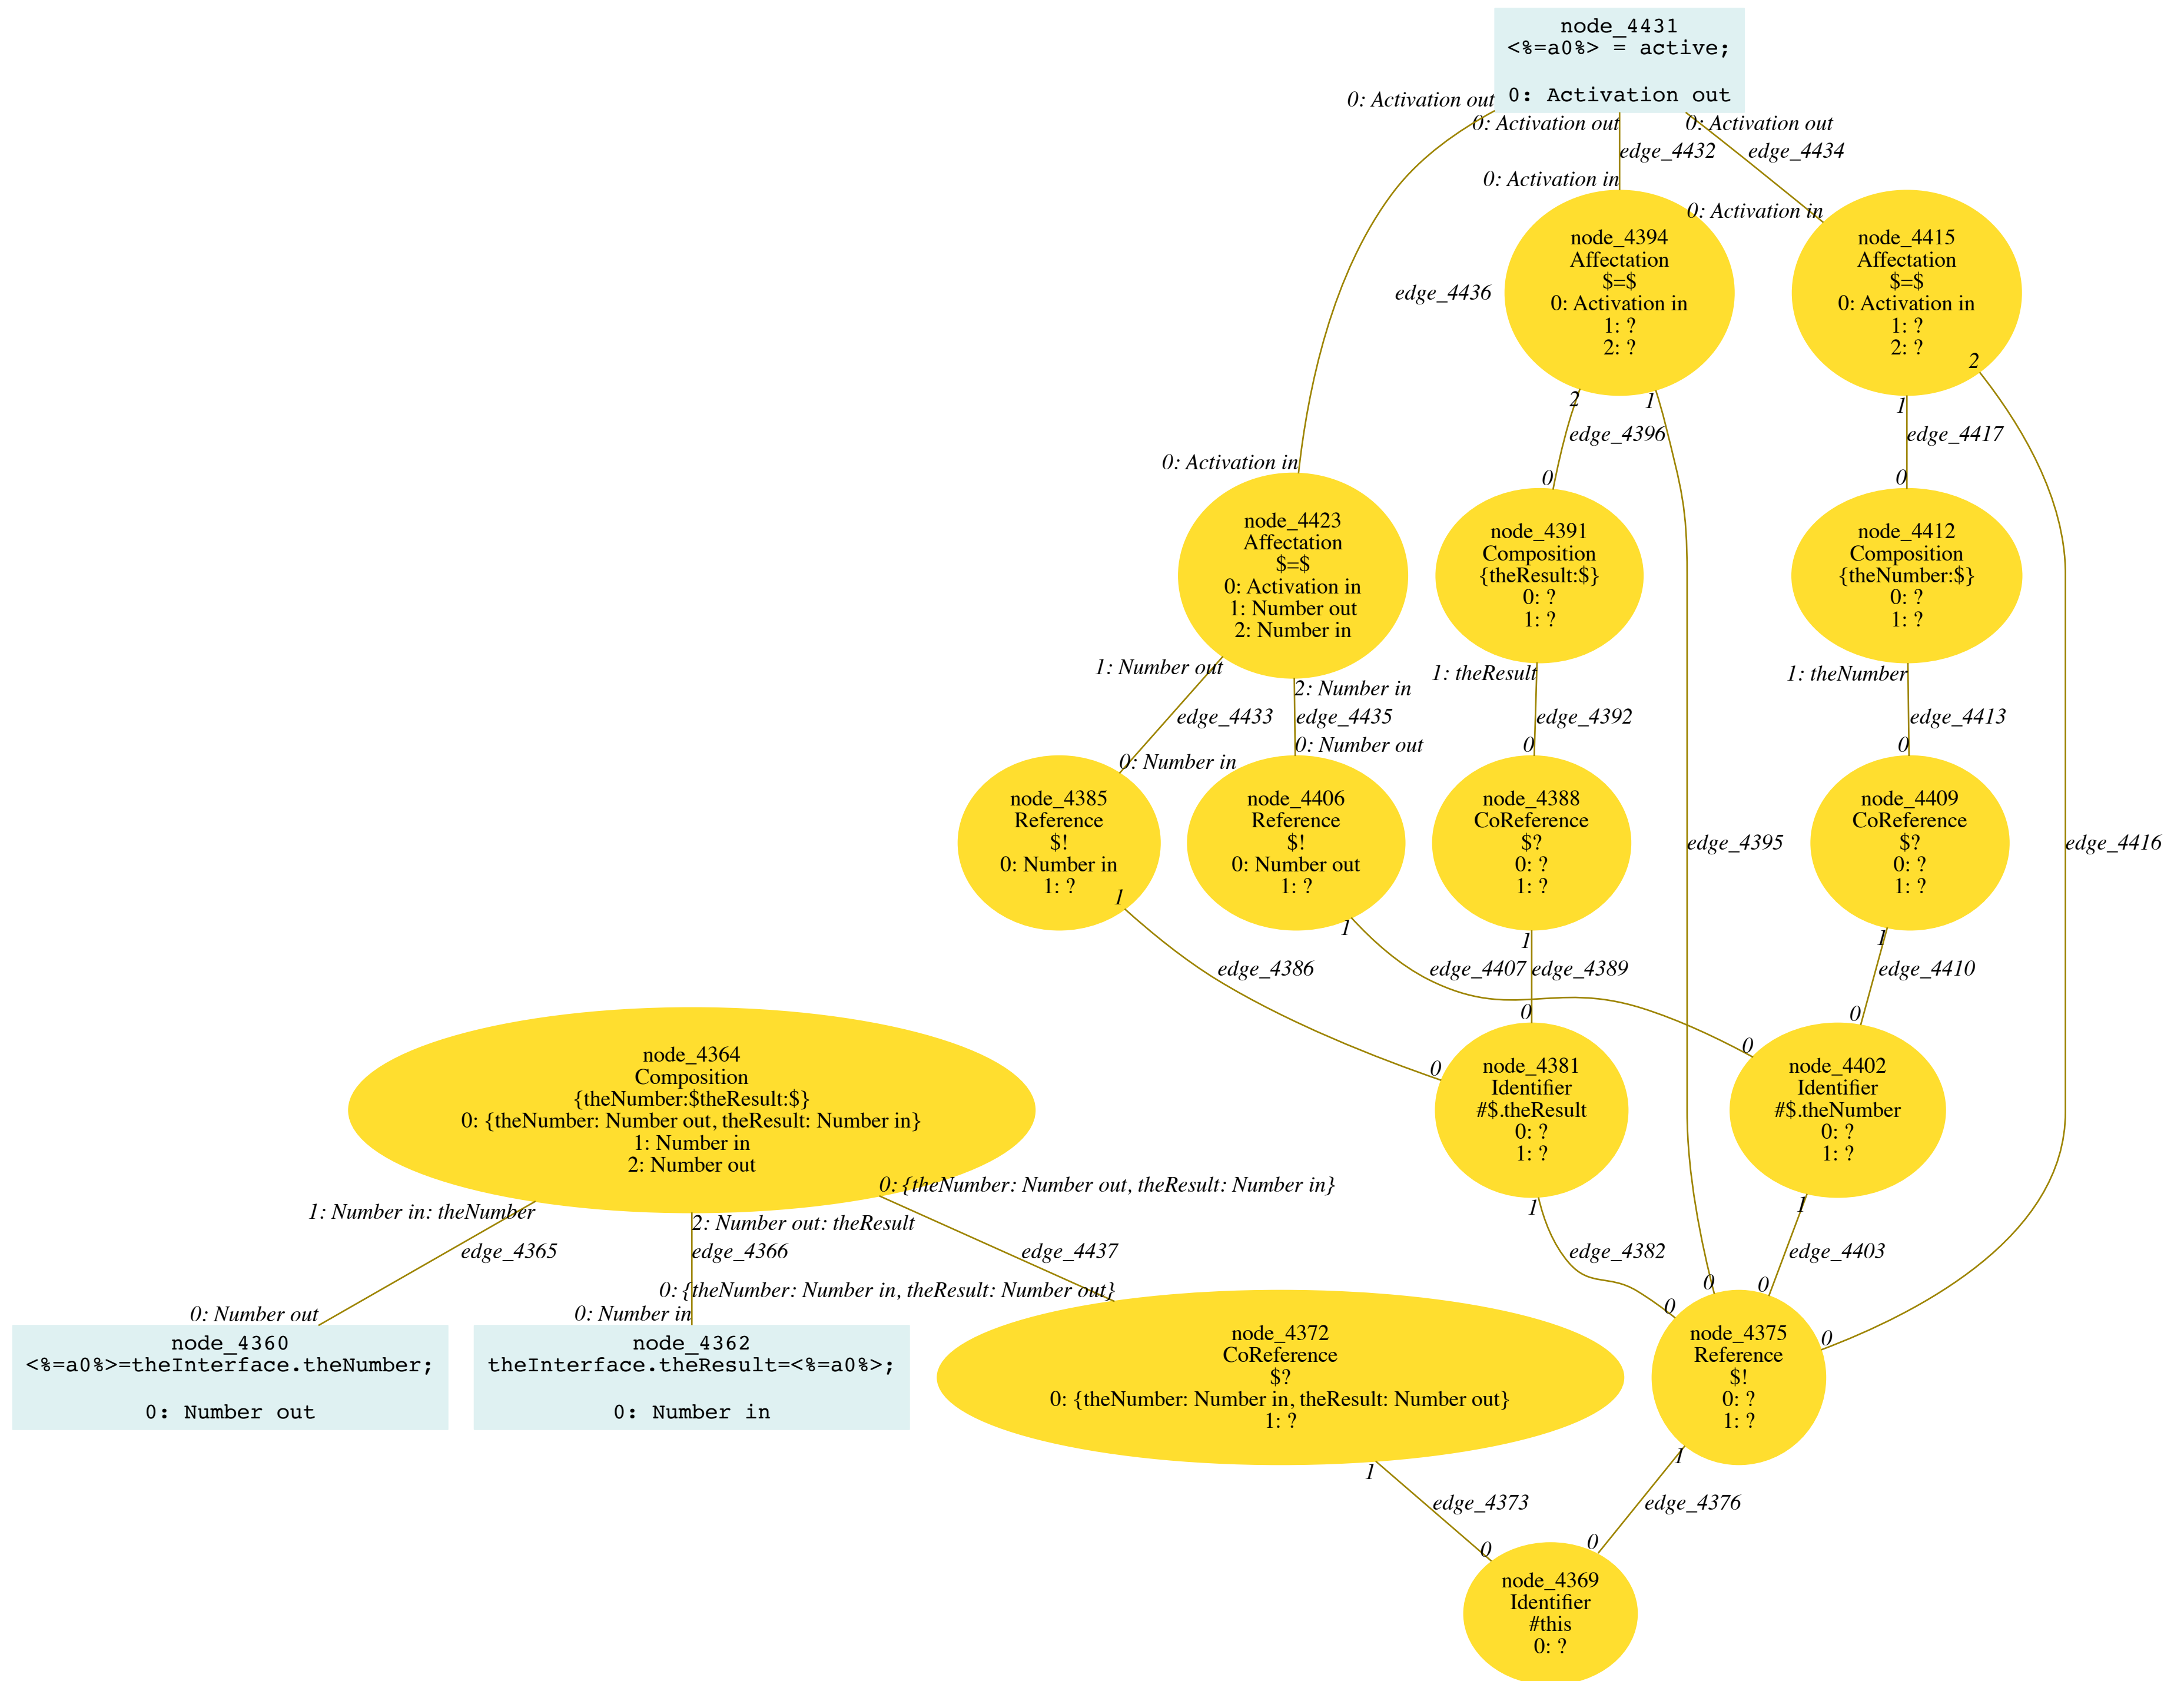 node_4431
<%=a0%> = active;
0: Activation out
0: Activation out
0: Activation out
0: Activation out
edge_4432
edge_4434
0: Activation in
0: Activation in
node_4394
Affectation
$=$
0: Activation in
1: ?
2: ?
node_4415
Affectation
$=$
0: Activation in
1: ?
2: ?
edge_4436
2
2
1
1
edge_4396
edge_4417
0: Activation in
0
0
node_4423
Affectation
$=$
0: Activation in
1: Number out
2: Number in
node_4391
Composition
{theResult:$}
0: ?
1: ?
node_4412
Composition
{theNumber:$}
0: ?
1: ?
1: Number out
2: Number in
1: theResult
1: theNumber
edge_4433
edge_4435
edge_4392
edge_4413
0: Number in
0: Number out
0
0
node_4385
Reference
$!
0: Number in
1: ?
node_4406
Reference
$!
0: Number out
1: ?
node_4388
CoReference
$?
0: ?
1: ?
edge_4395
node_4409
CoReference
$?
0: ?
1: ?
edge_4416
1
1
1
1
edge_4386
edge_4407
edge_4389
edge_4410
0
0
0
0
node_4364
Composition
{theNumber:$theResult:$}
0: {theNumber: Number out, theResult: Number in}
1: Number in
2: Number out
node_4381
Identifier
#$.theResult
0: ?
1: ?
node_4402
Identifier
#$.theNumber
0: ?
1: ?
1: Number in: theNumber
2: Number out: theResult
0: {theNumber: Number out, theResult: Number in}
1
1
edge_4365
edge_4366
edge_4437
edge_4382
edge_4403
0: Number out
0: Number in
0: {theNumber: Number in, theResult: Number out}
0
0
0
0
node_4360
<%=a0%>=theInterface.theNumber;
0: Number out
node_4362
theInterface.theResult=<%=a0%>;
0: Number in
node_4372
CoReference
$?
0: {theNumber: Number in, theResult: Number out}
1: ?
node_4375
Reference
$!
0: ?
1: ?
1
1
edge_4373
edge_4376
0
0
node_4369
Identifier
#this
0: ?